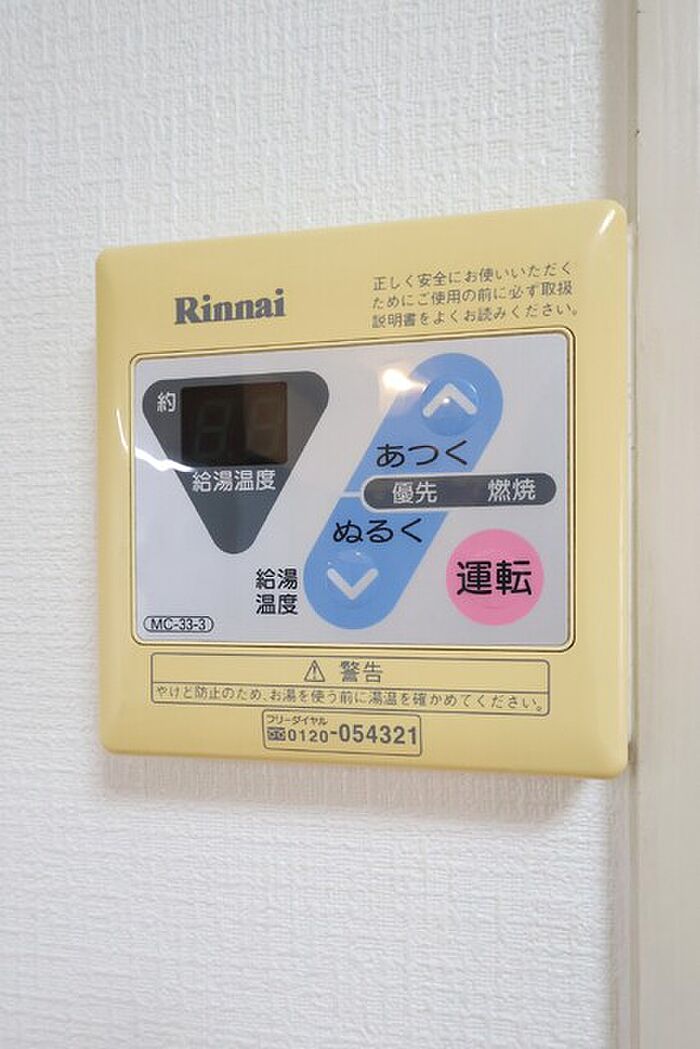 Rinnai
正しく安全にお使いいただく
ためにご使用の前に必ず取扱
説明書をよくお読みください。
約
給湯温度
あつく
優先 燃焼
ぬるく
給湯
温度
運転
MC-33-3
⚠ 警告
やけど防止のため、お湯を使う前に湯温を確かめてください。
フリーダイヤル
0120-054321